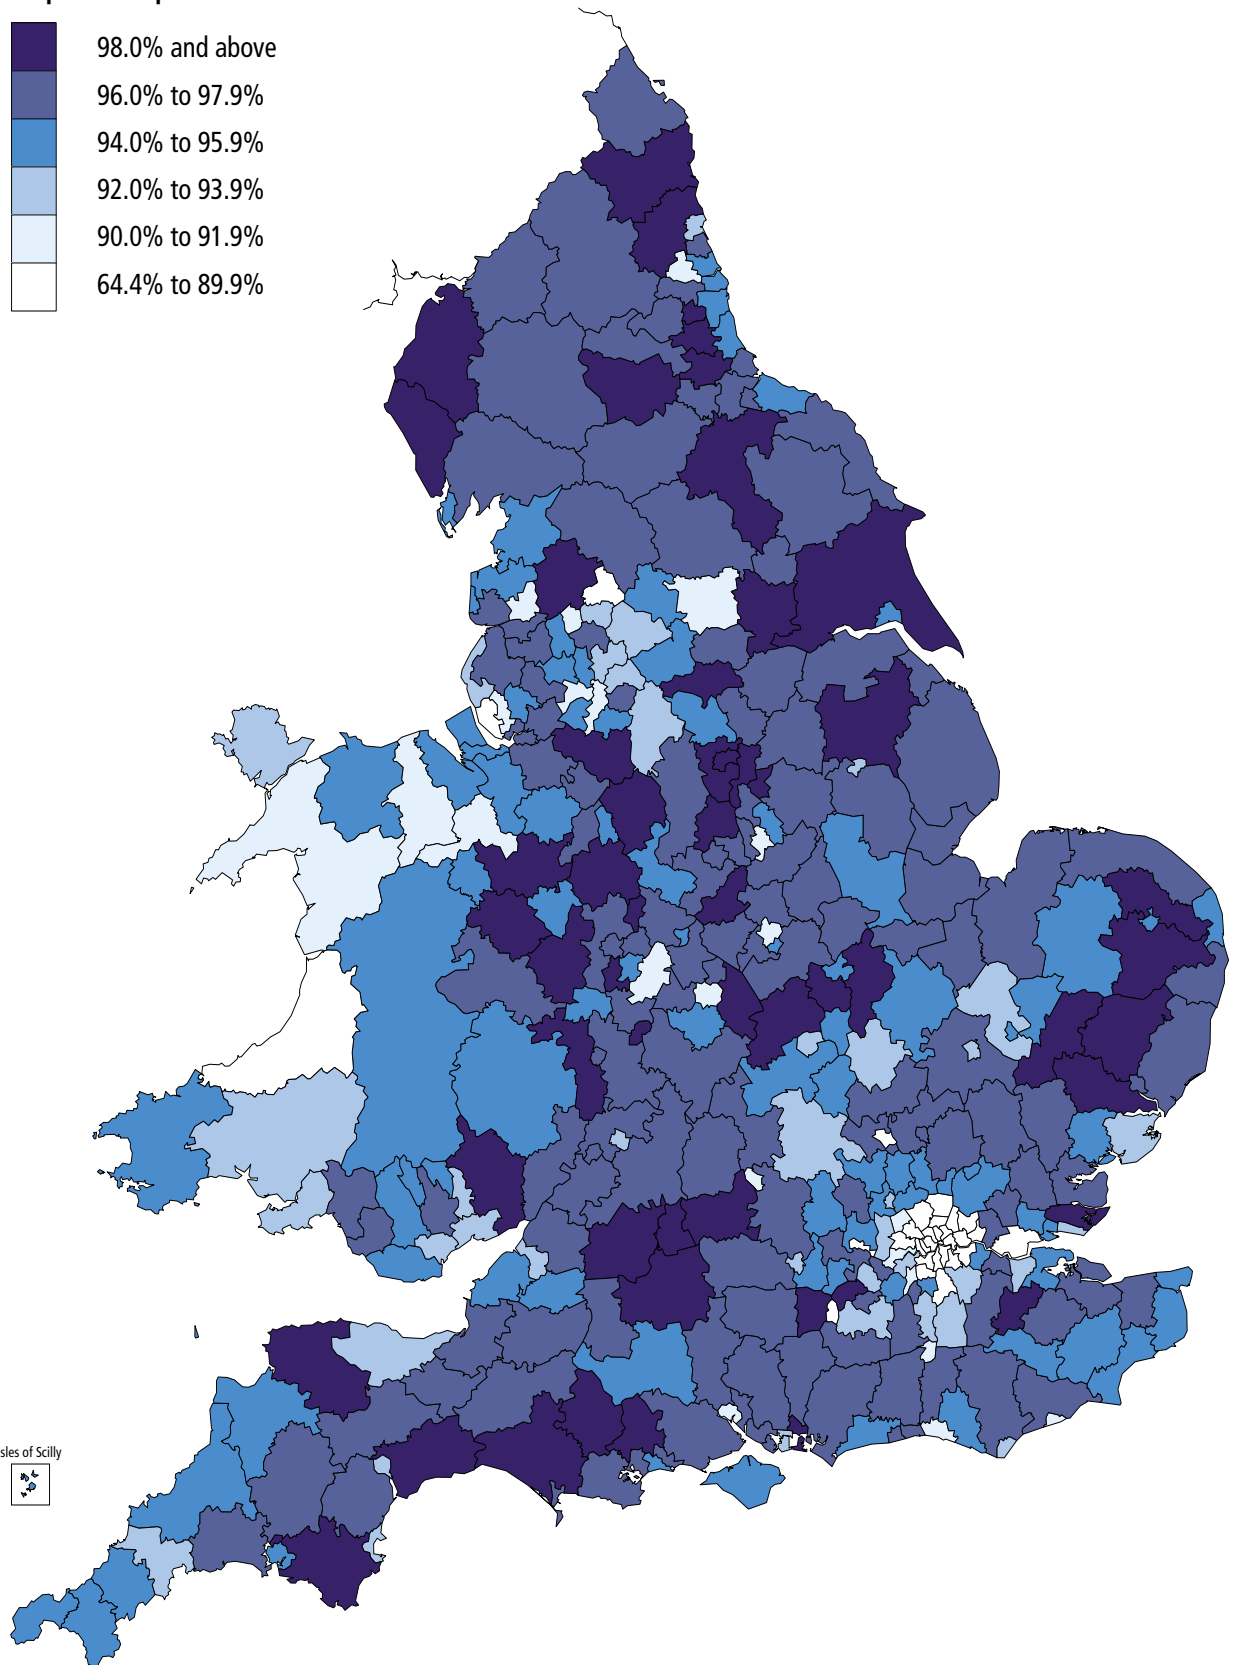 98.0% and above
96.0% to 97.9%
94.0% to 95.9%
92.0% to 93.9%
90.0% to 91.9%
64.4% to 89.9%
sles of Scilly